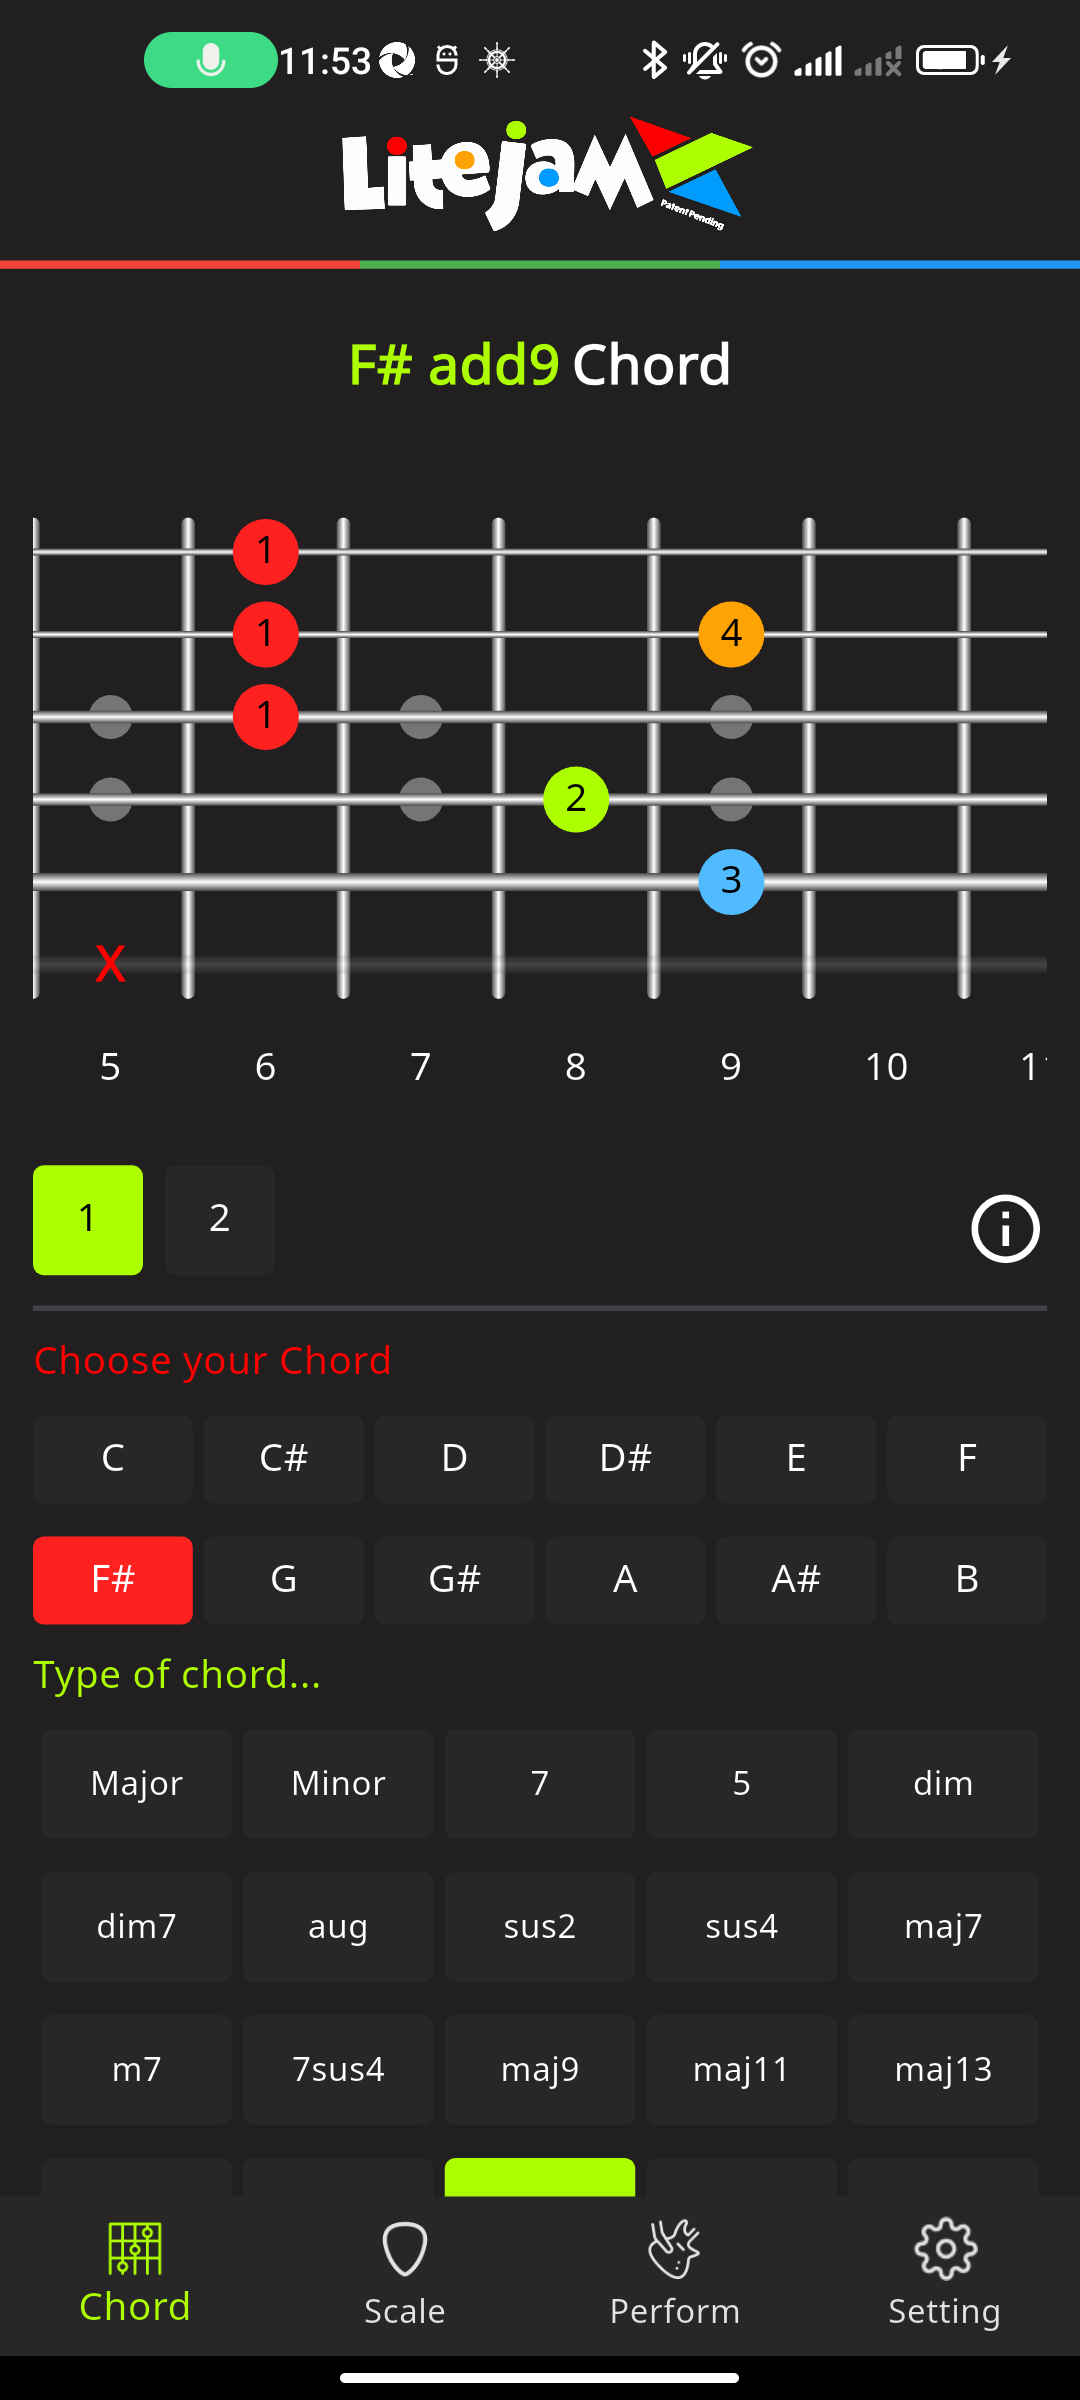 11:53
Litejam
Patent Pending
F# add9 Chord
1
1 4
1
2
3
X
5 6 7 8 9 10
1 2
Choose your Chord
C C# D D# E F
F# G G# A A# B
Type of chord...
Major Minor 7 5 dim
dim7 aug sus2 sus4 maj7
m7 7sus4 maj9 maj11 maj13
Chord Scale Perform Setting